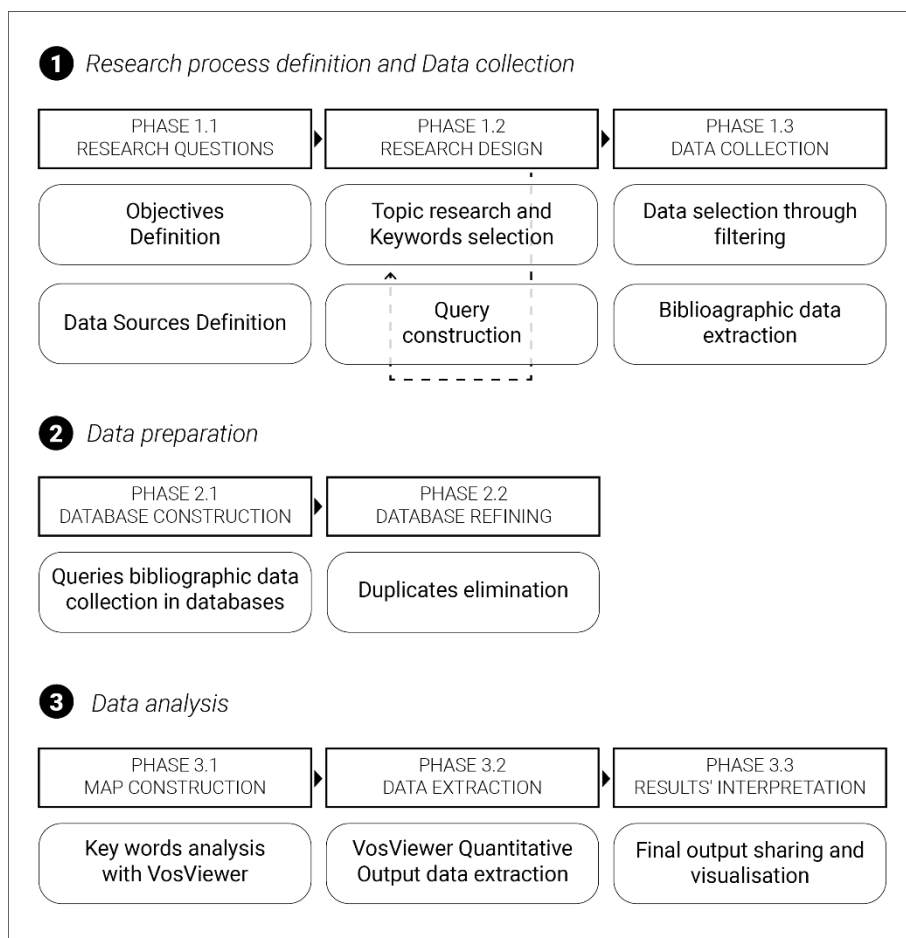 1 Research process definition and Data collection
PHASE 1.1
RESEARCH QUESTIONS
PHASE 1.2
RESEARCH DESIGN
PHASE 1.3
DATA COLLECTION
Objectives
Definition
Topic research and
Keywords selection
Data selection through
filtering
Data Sources Definition
Query
construction
Biblioagraphic data
extraction
2 Data preparation
PHASE 2.1
DATABASE CONSTRUCTION
PHASE 2.2
DATABASE REFINING
Queries bibliographic data
collection in databases
Duplicates elimination
3 Data analysis
PHASE 3.1
MAP CONSTRUCTION
PHASE 3.2
DATA EXTRACTION
PHASE 3.3
RESULTS' INTERPRETATION
Key words analysis
with VosViewer
VosViewer Quantitative
Output data extraction
Final output sharing and
visualisation